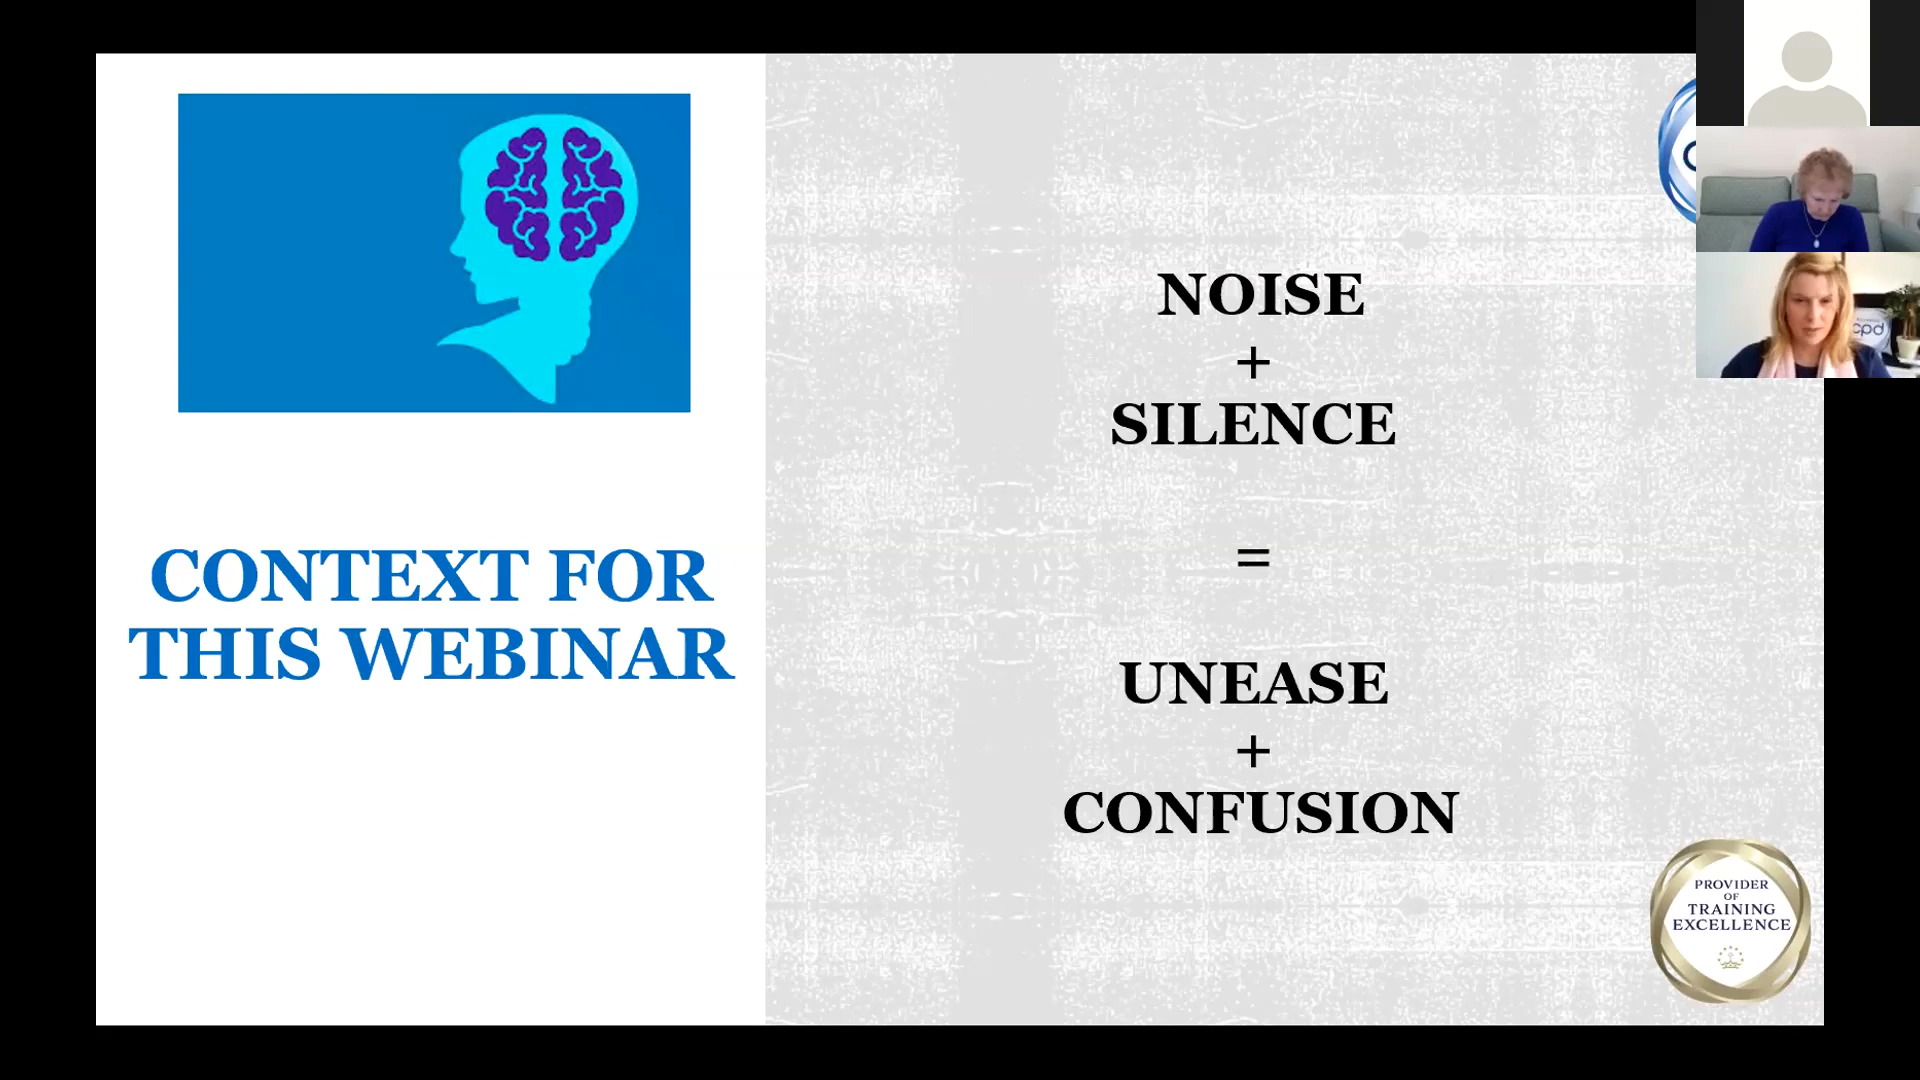 CONTEXT FOR
THIS WEBINAR
NOISE
+
SILENCE
=
UNEASE
+
CONFUSION
cpd
PROVIDER
OF
TRAINING
EXCELLENCE